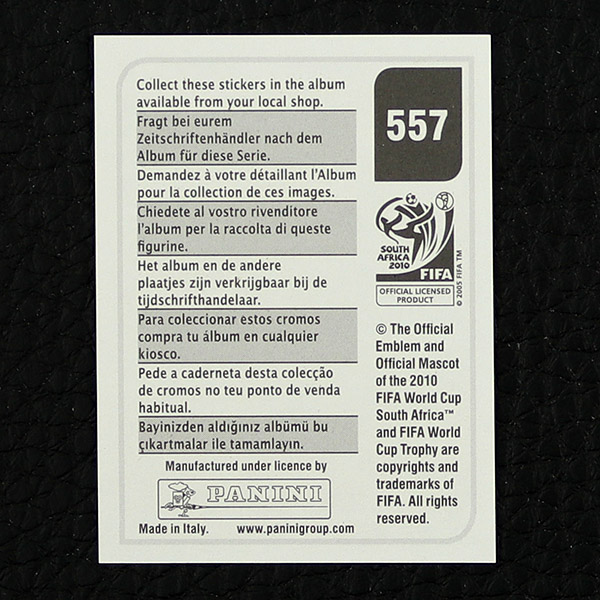 Collect these stickers in the album
available from your local shop.
Fragt bei eurem
Zeitschriftenhändler nach dem
Album für diese Serie.
Demandez à votre détaillant l'Album
pour la collection de ces images.
Chiedete al vostro rivenditore
l'album per la raccolta di queste
figurine.
Het album en de andere
plaatjes zijn verkrijgbaar bij de
tijdschrifthandelaar.
Para coleccionar estos cromos
compra tu álbum en cualquier
kiosco.
Pede a caderneta desta colecção
de cromos no teu ponto de venda
habitual.
Bayinizden aldığınız albümü bu
çıkartmalar ile tamamlayın.
Manufactured under licence by
PANINI
Made in Italy. www.paninigroup.com
557
SOUTH
AFRICA
2010
FIFA
OFFICIAL LICENSED
PRODUCT
© 2005 FIFA TM
© The Official
Emblem and
Official Mascot
of the 2010
FIFA World Cup
South Africa™
and FIFA World
Cup Trophy are
copyrights and
trademarks of
FIFA. All rights
reserved.